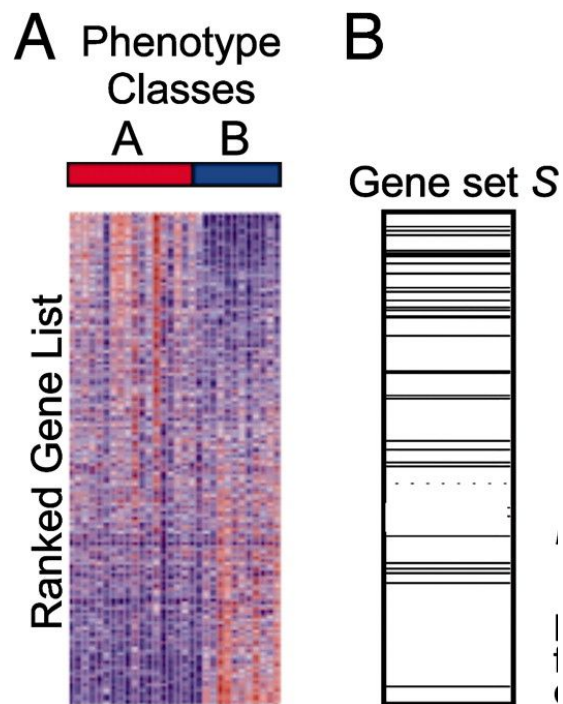 A Phenotype
Classes
A B
Ranked Gene List
B
Gene set S